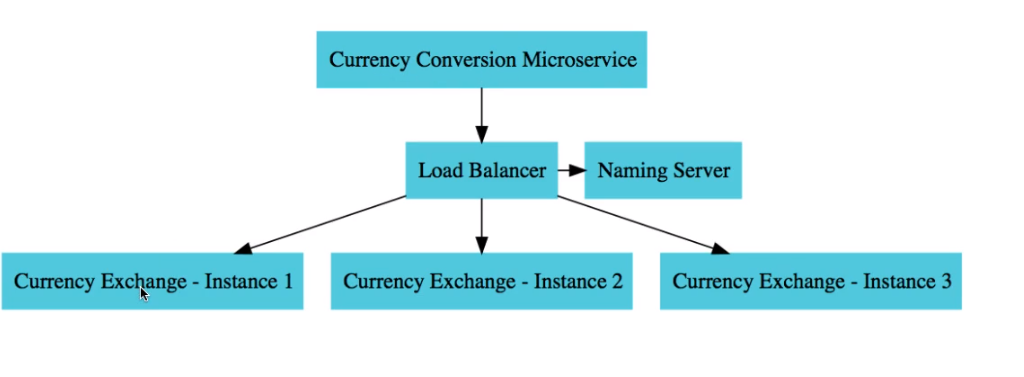 Currency Conversion Microservice
Load Balancer
Naming Server
Currency Exchange - Instance 1
Currency Exchange - Instance 2
Currency Exchange - Instance 3